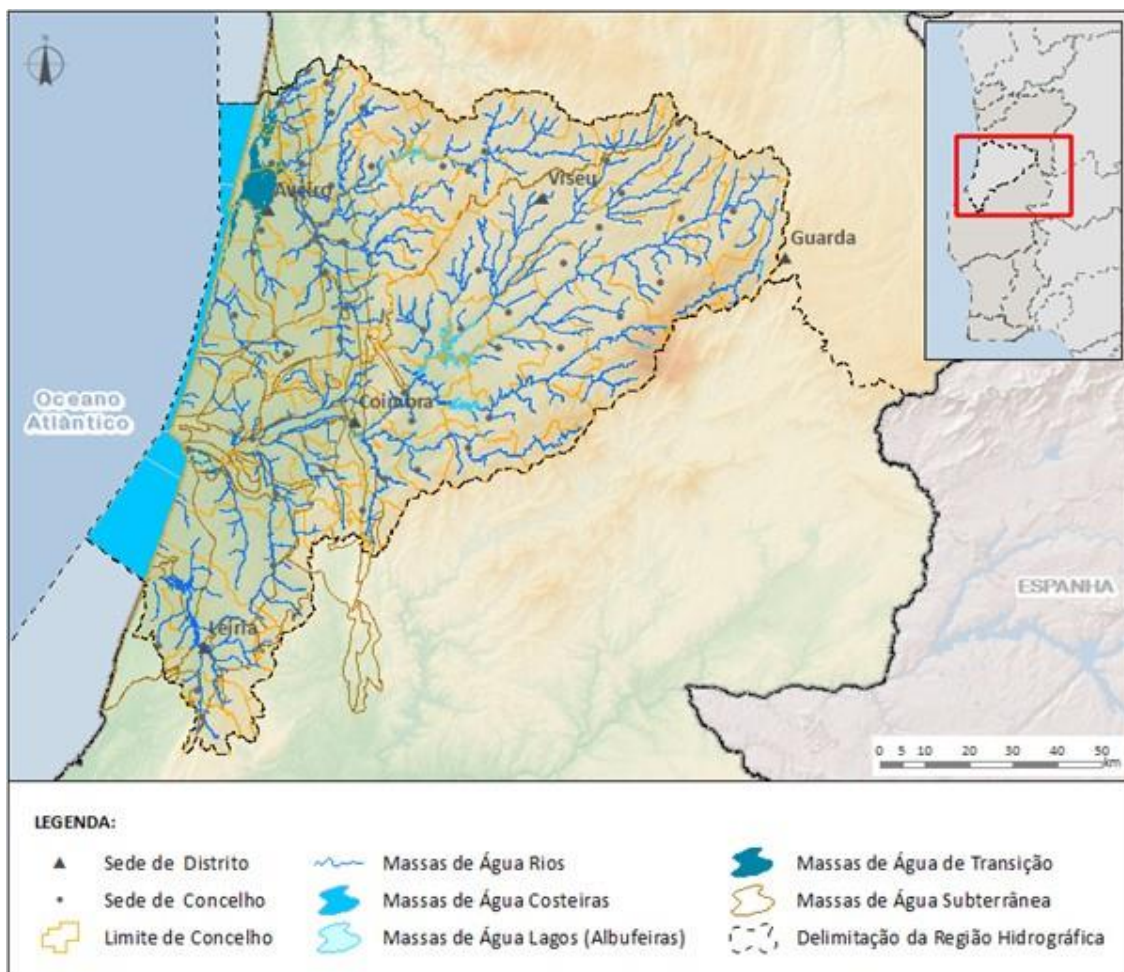 N
Aveiro
Viseu
Guarda
Oceano
Atlântico
Coimbra
ESPANHA
Leiria
0 5 10 20 30 40 50
km
LEGENDA:
Sede de Distrito
Massas de Água Rios
Massas de Água de Transição
Sede de Concelho
Massas de Água Costeiras
Massas de Água Subterrânea
Limite de Concelho
Massas de Água Lagos (Albufeiras)
Delimitação da Região Hidrográfica